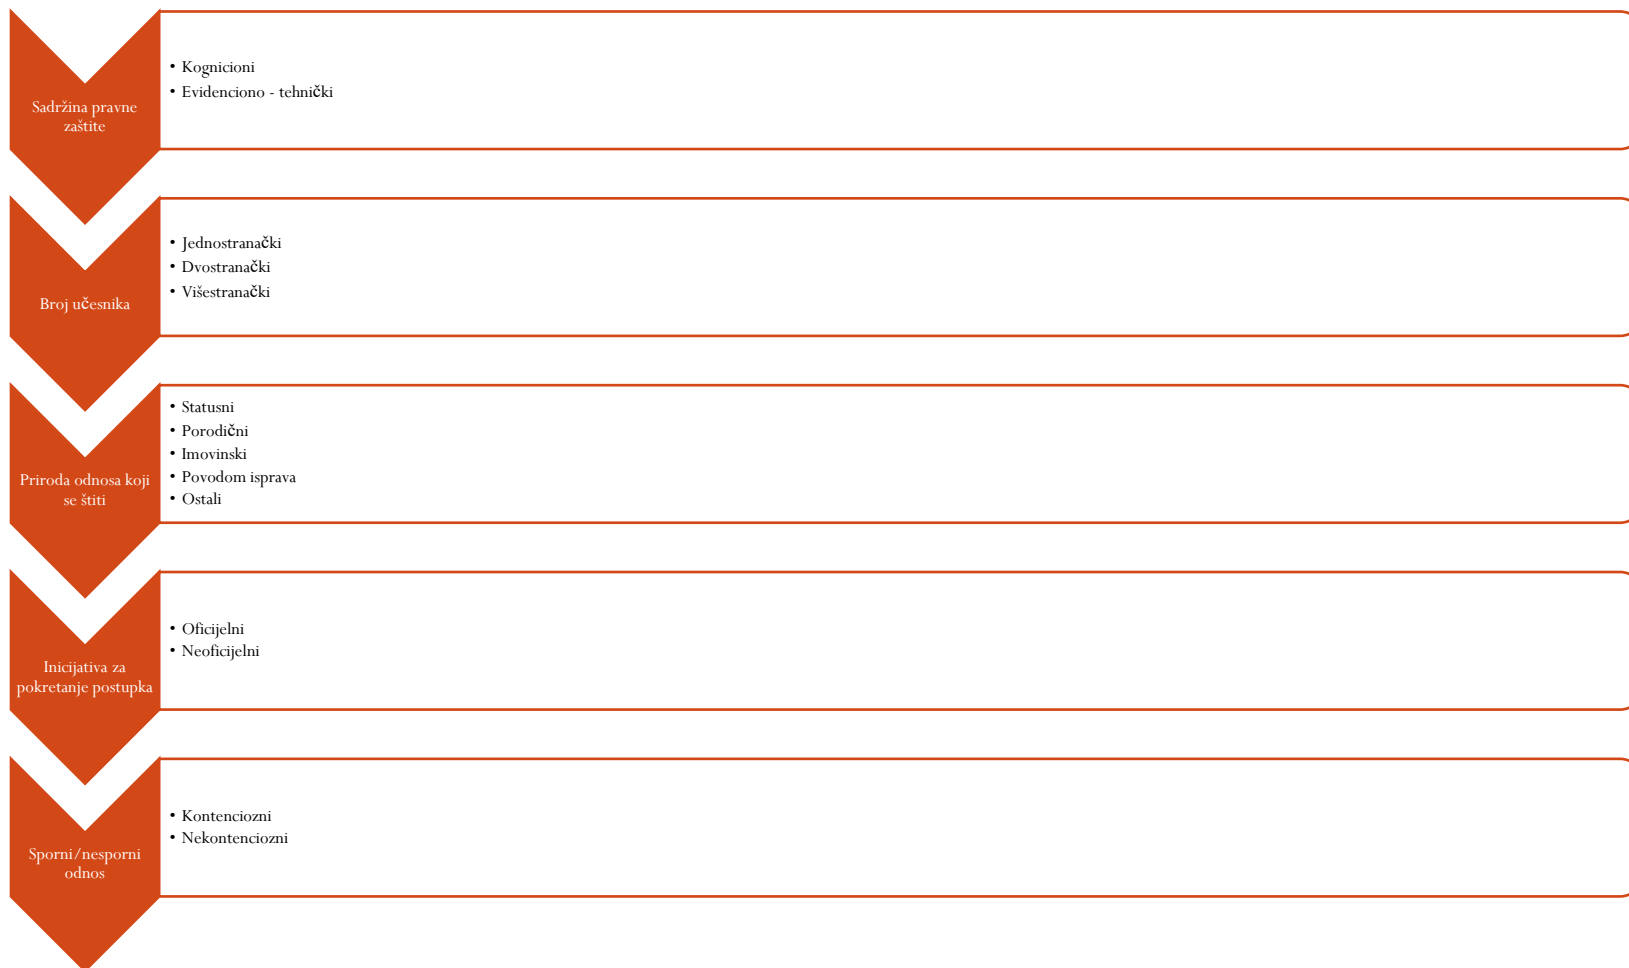 Sadržina pravne
zaštite
• Kognicioni
• Evidenciono - tehnički
Broj učesnika
• Jednostranački
• Dvostranački
• Višestranački
Priroda odnosa koji
se štiti
• Statusni
• Porodični
• Imovinski
• Povodom isprava
• Ostali
Inicijativa za
pokretanje postupka
• Oficijelni
• Neoficijelni
Sporni/nesporni
odnos
• Kontenciozni
• Nekontenciozni